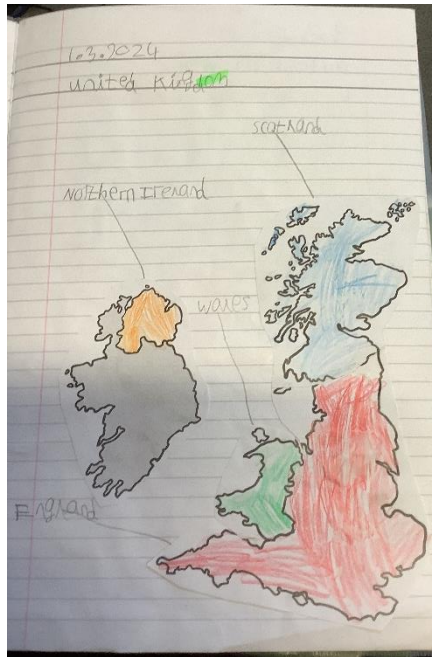 1.3.2024
united Kingdom
Scotland
Northern Ireland
Wales
England